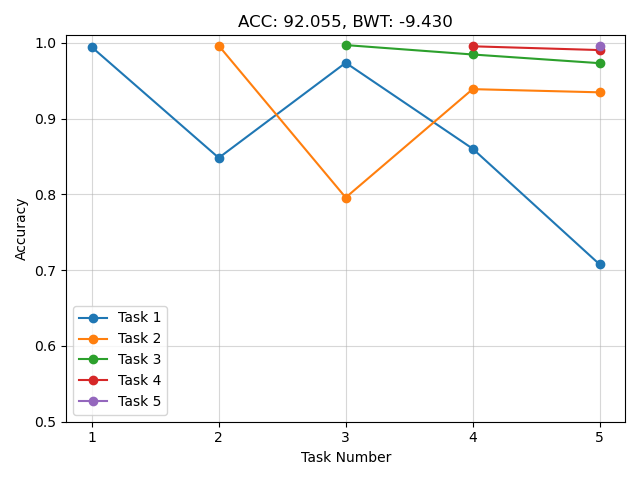 ACC: 92.055, BWT: -9.430
Accuracy
1.0
0.9
0.8
0.7
0.6
0.5
Task 1
Task 2
Task 3
Task 4
Task 5
1 2 3 4 5
Task Number